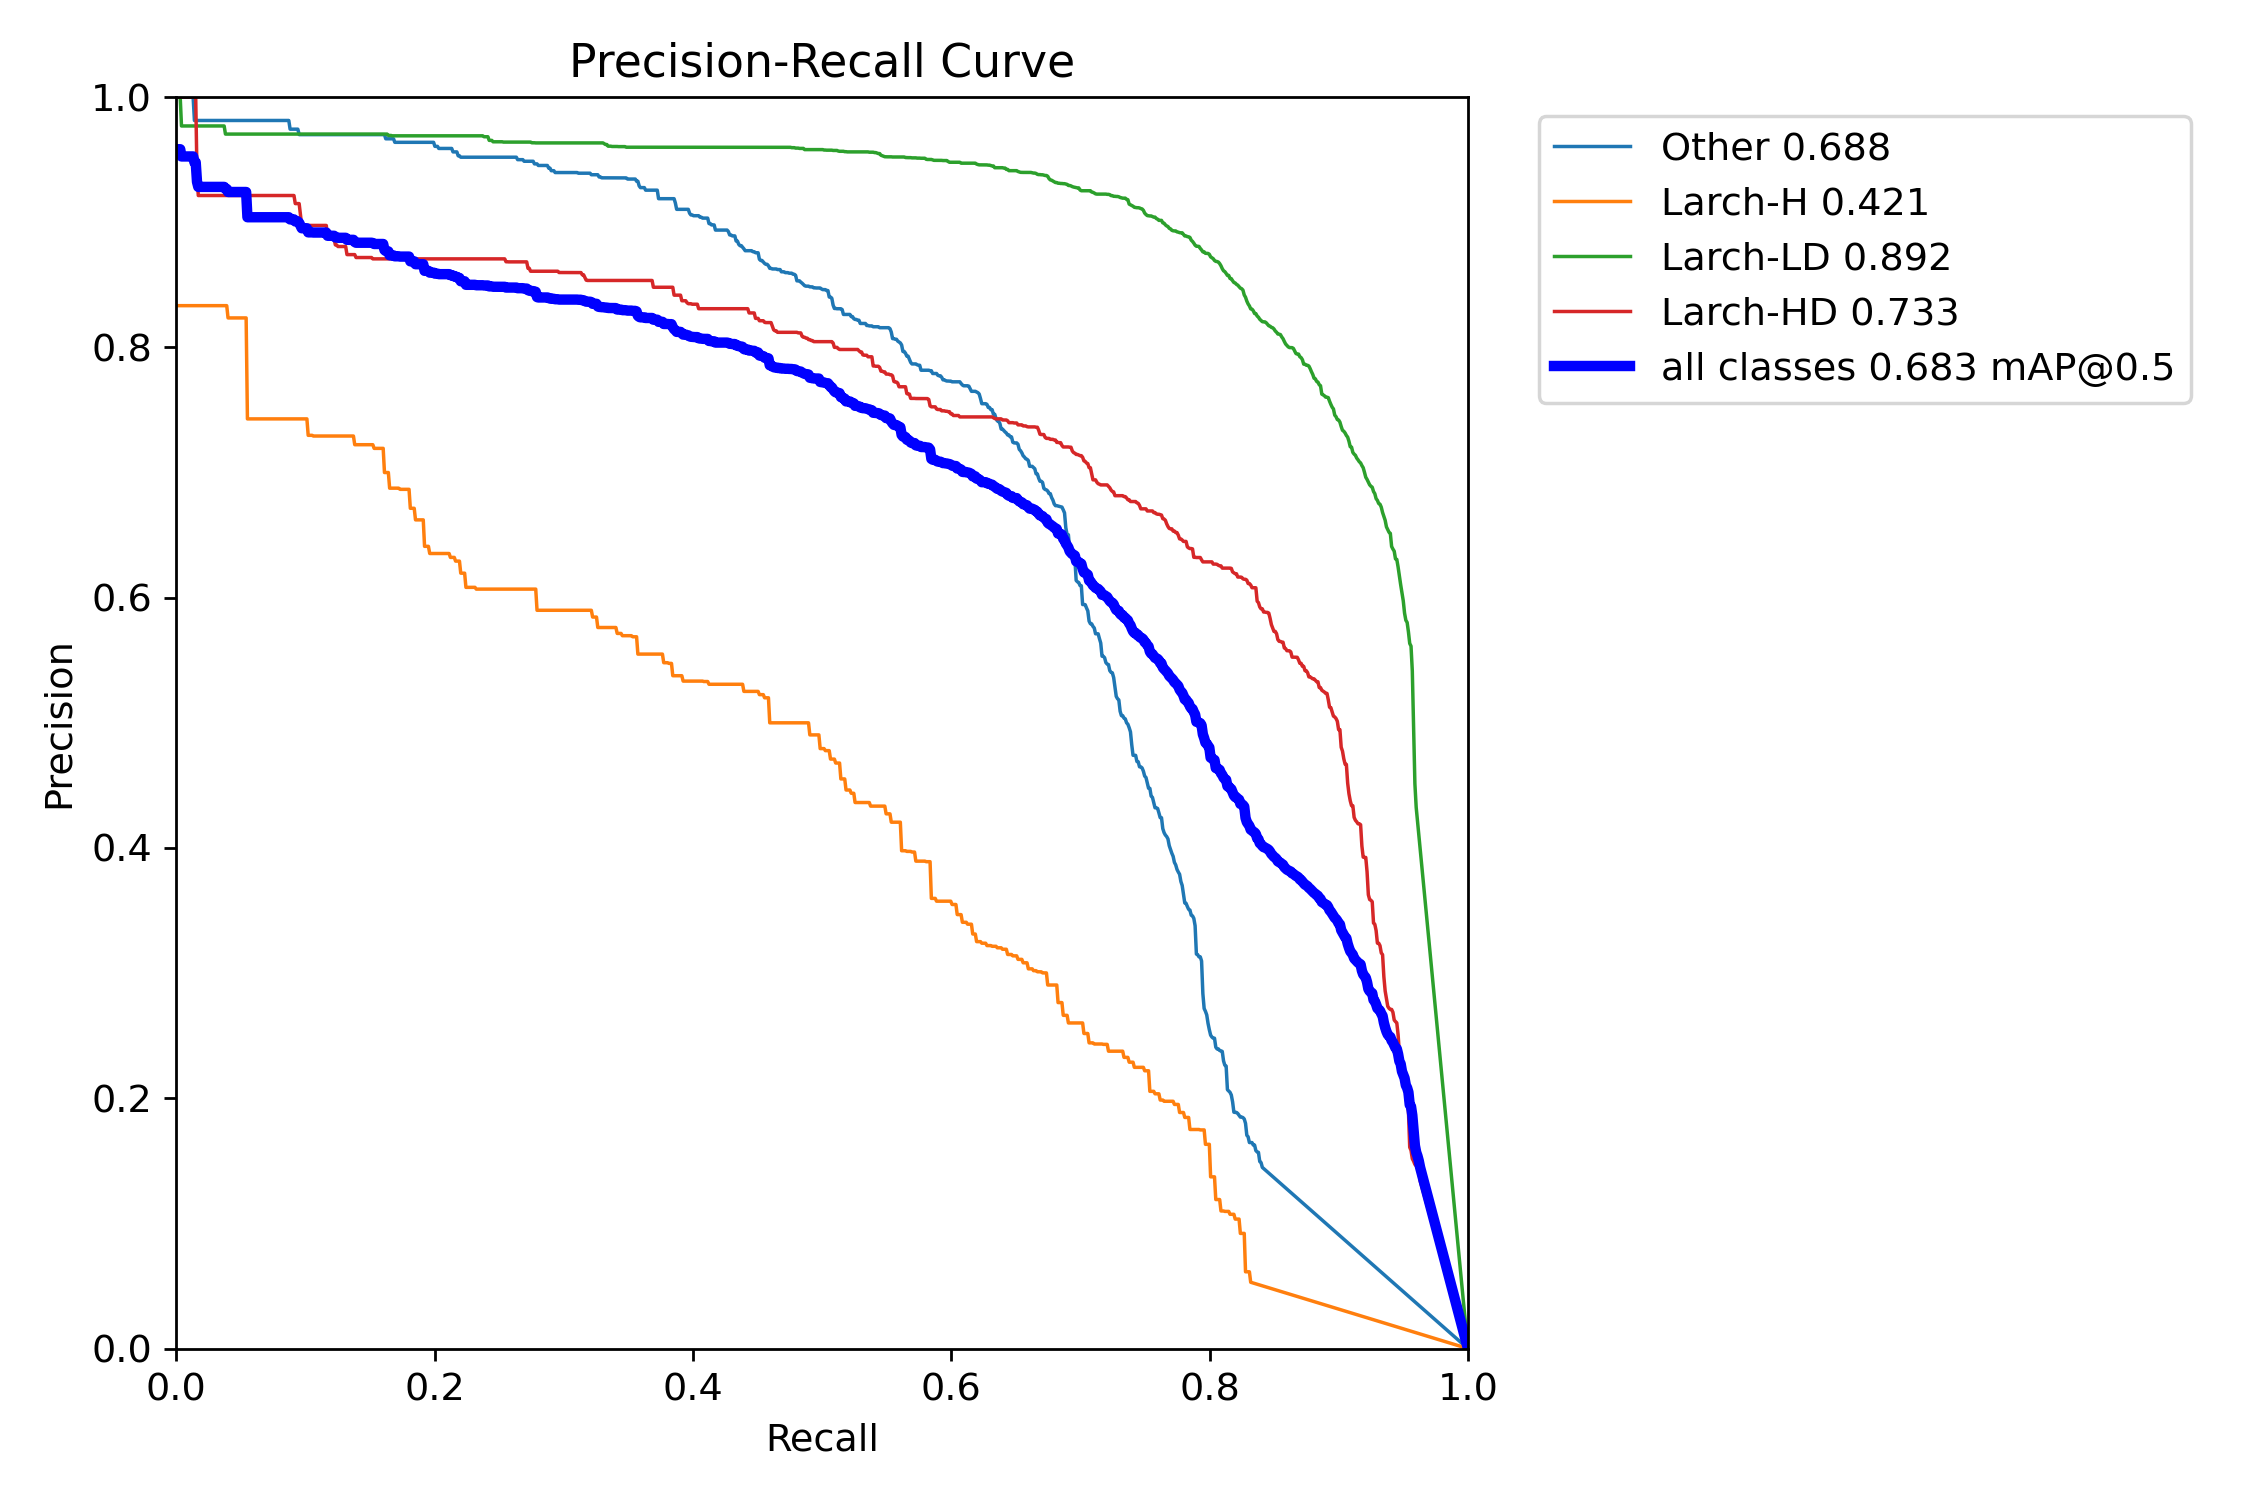 Precision-Recall Curve
1.0
0.8
0.6
0.4
0.2
0.0
Precision
0.0 0.2 0.4 0.6 0.8 1.0
Recall
Other 0.688
Larch-H 0.421
Larch-LD 0.892
Larch-HD 0.733
all classes 0.683 mAP@0.5